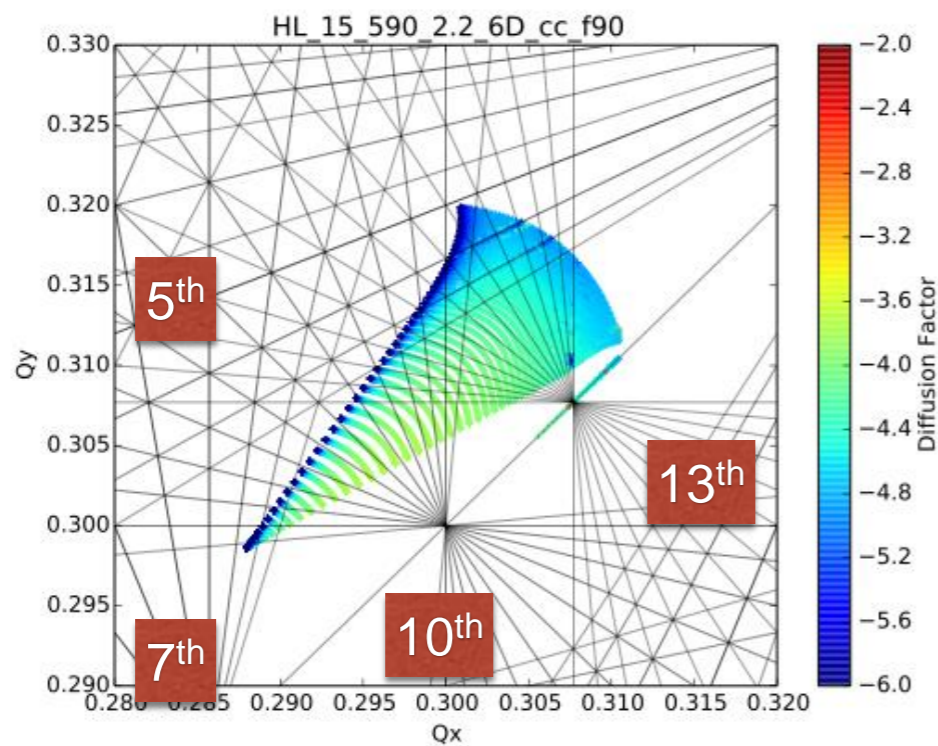 HL_15_590_2.2_6D_cc_f90
0.330
0.325
0.320
0.315
0.310
0.305
0.300
0.295
0.290
Qy
5th
7th
10th
13th
0.280 0.285 0.290 0.295 0.300 0.305 0.310 0.315 0.320
Qx
−2.0
−2.4
−2.8
−3.2
−3.6
−4.0
−4.4
−4.8
−5.2
−5.6
−6.0
Diffusion Factor